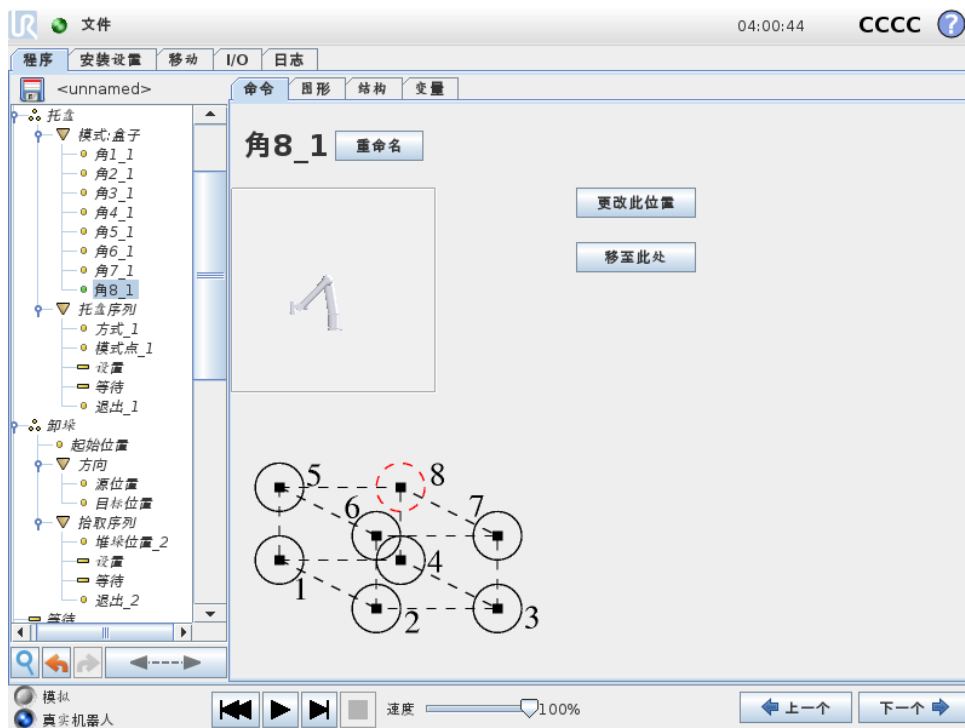 UR 文件 04:00:44 CCCC ?
程序 安装设置 移动 I/O 日志
<unnamed> 命令 图形 结构 变量
托盒
模式:盒子
角1_1
角2_1
角3_1
角4_1
角5_1
角6_1
角7_1
角8_1
托盒序列
方式_1
模式点_1
设置
等待
退出_1
卸垛
起始位置
方向
源位置
目标位置
拾取序列
堆垛位置_2
设置
等待
退出_2
等待
角8_1 重命名
更改此位置
移至此处
5 8
6 7
1 4
2 3
模拟
真实机器人
速度 100%
上一个 下一个